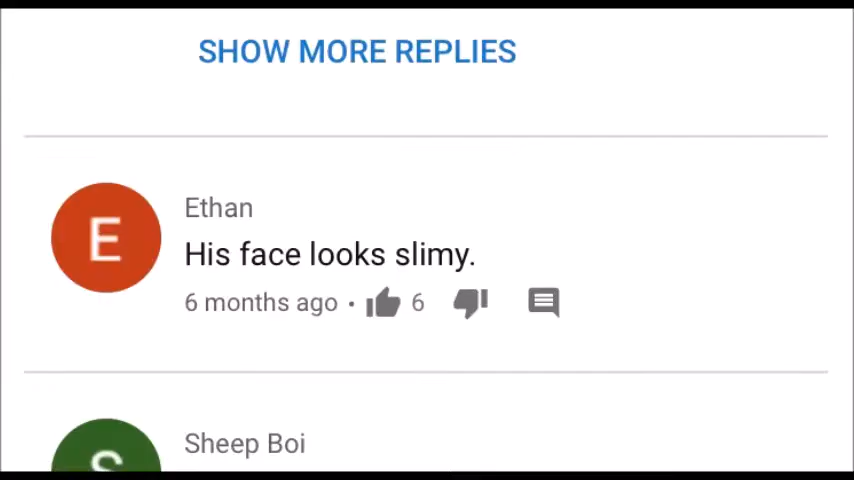 SHOW MORE REPLIES
E
Ethan
His face looks slimy.
6 months ago • 6
S
Sheep Boi